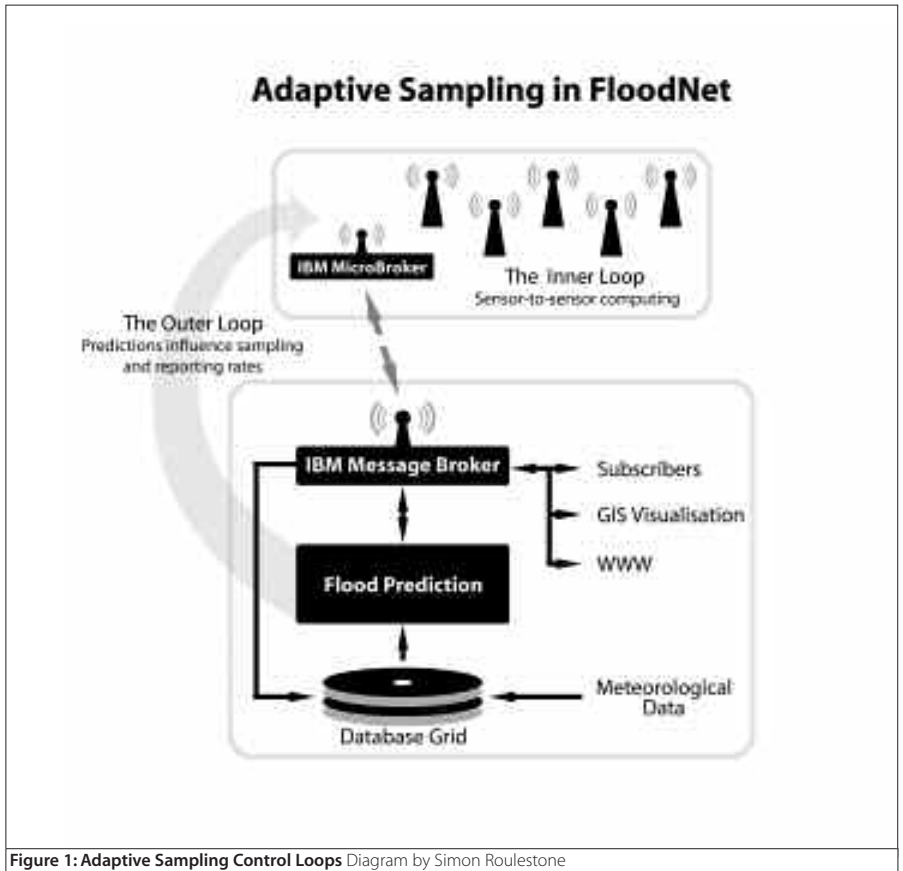 Adaptive Sampling in FloodNet
IBM MicroBroker
The Inner Loop
Sensor-to-sensor computing
The Outer Loop
Predictions influence sampling
and reporting rates
IBM Message Broker
Subscribers
GIS Visualisation
WWW
Flood Prediction
Meteorological
Data
Database Grid
Figure 1: Adaptive Sampling Control Loops Diagram by Simon Roulestone